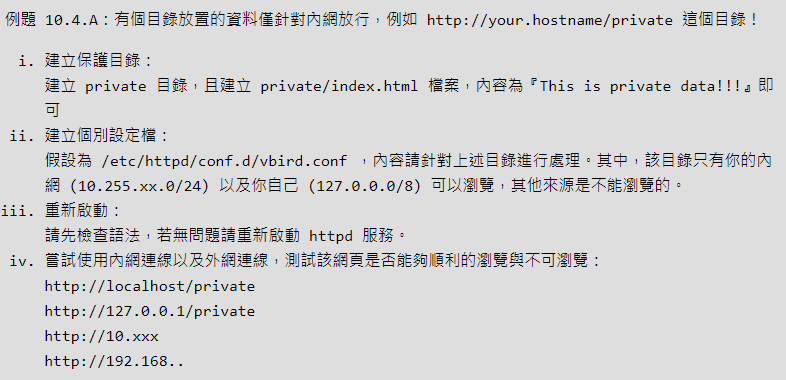 例題 10.4.A：有個目錄放置的資料僅針對內網放行，例如 http://your.hostname/private 這個目錄！
i. 建立保護目錄：
建立 private 目錄，且建立 private/index.html 檔案，內容為『This is private data!!!』即
可
ii. 建立個別設定檔：
假設為 /etc/httpd/conf.d/vbird.conf ，內容請針對上述目錄進行處理。其中，該目錄只有你的內
網 (10.255.xx.0/24) 以及你自己 (127.0.0.0/8) 可以瀏覽，其他來源是不能瀏覽的。
iii. 重新啟動：
請先檢查語法，若無問題請重新啟動 httpd 服務。
iv. 嘗試使用內網連線以及外網連線，測試該網頁是否能夠順利的瀏覽與不可瀏覽：
http://localhost/private
http://127.0.0.1/private
http://10.xxx
http://192.168..